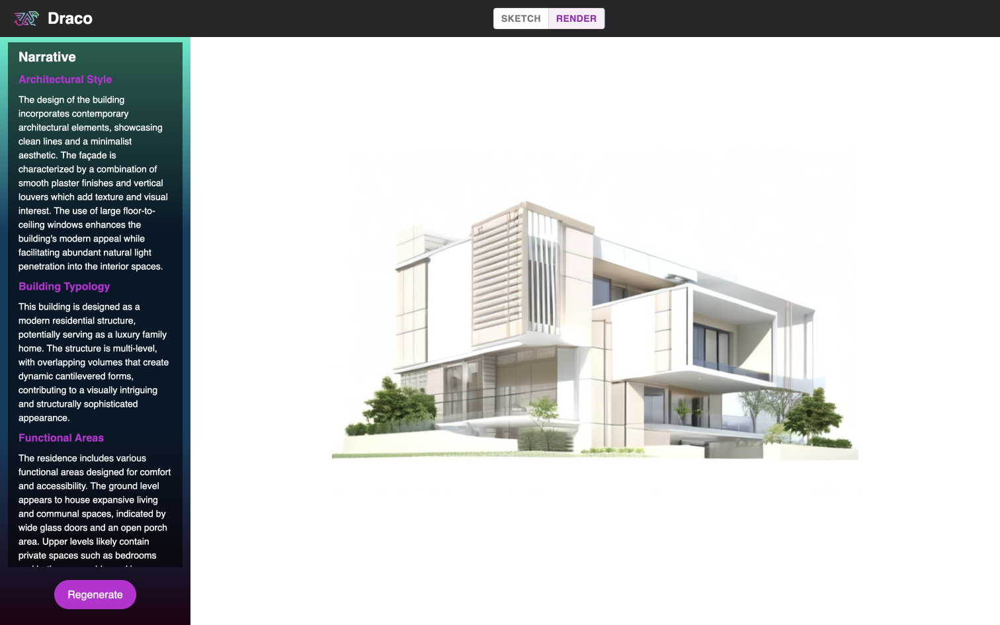 Draco
SKETCH
RENDER
Narrative
Architectural Style
The design of the building
incorporates contemporary
architectural elements, showcasing
clean lines and a minimalist
aesthetic. The façade is
characterized by a combination of
smooth plaster finishes and vertical
louvers which add texture and visual
interest. The use of large floor-to-
ceiling windows enhances the
building's modern appeal while
facilitating abundant natural light
penetration into the interior spaces.
Building Typology
This building is designed as a
modern residential structure,
potentially serving as a luxury family
home. The structure is multi-level,
with overlapping volumes that create
dynamic cantilevered forms,
contributing to a visually intriguing
and structurally sophisticated
appearance.
Functional Areas
The residence includes various
functional areas designed for comfort
and accessibility. The ground level
appears to house expansive living
and communal spaces, indicated by
wide glass doors and an open porch
area. Upper levels likely contain
private spaces such as bedrooms
Regenerate